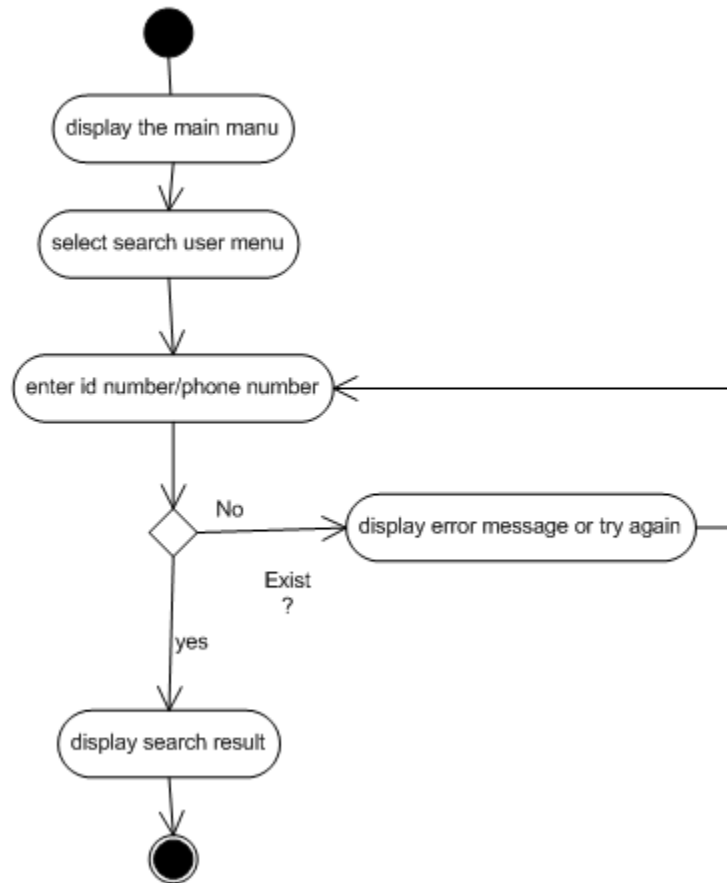 display the main manu
select search user menu
enter id number/phone number
No
display error message or try again
Exist
?
yes
display search result